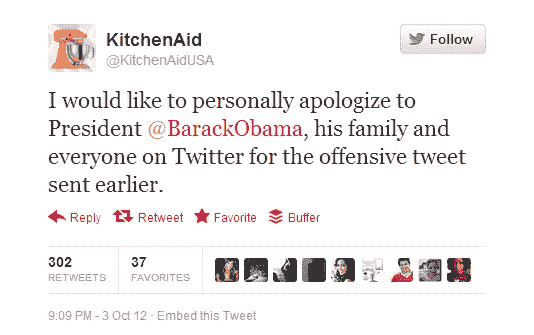 KitchenAid
@KitchenAidUSA
Follow
I would like to personally apologize to
President @BarackObama, his family and
everyone on Twitter for the offensive tweet
sent earlier.
Reply Retweet Favorite Buffer
302 37
RETWEETS FAVORITES
9:09 PM - 3 Oct 12 · Embed this Tweet